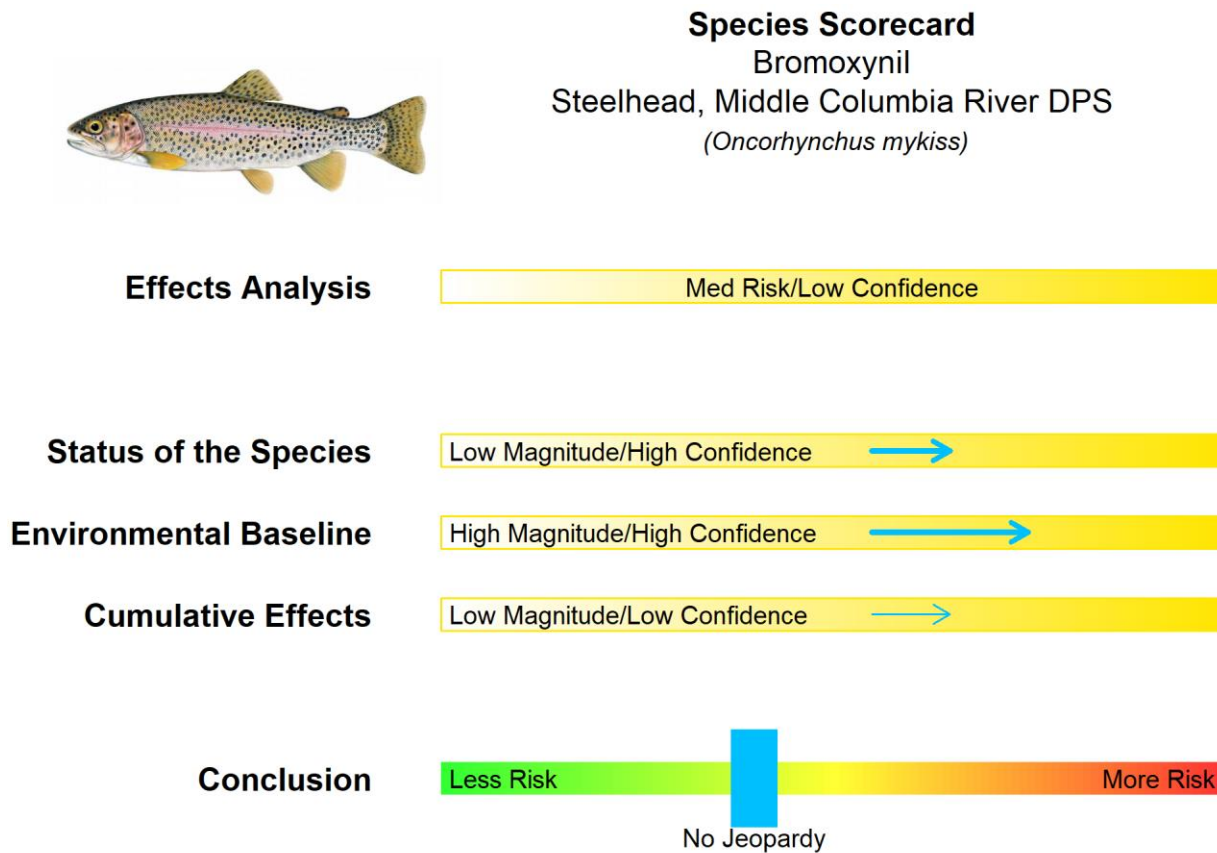 Species Scorecard
Bromoxynil
Steelhead, Middle Columbia River DPS
(Oncorhynchus mykiss)
Effects Analysis
Med Risk/Low Confidence
Status of the Species
Low Magnitude/High Confidence
Environmental Baseline
High Magnitude/High Confidence
Cumulative Effects
Low Magnitude/Low Confidence
Conclusion
Less Risk
More Risk
No Jeopardy